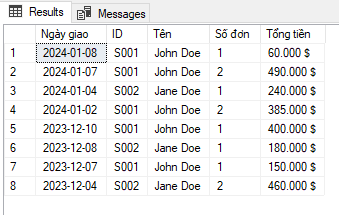 Results Messages
Ngày giao ID Tên Số đơn Tổng tiền
1 2024-01-08 S001 John Doe 1 60.000 $
2 2024-01-07 S001 John Doe 2 490.000 $
3 2024-01-04 S002 Jane Doe 1 240.000 $
4 2024-01-02 S001 John Doe 2 385.000 $
5 2023-12-10 S001 John Doe 1 400.000 $
6 2023-12-08 S002 Jane Doe 1 180.000 $
7 2023-12-07 S001 John Doe 1 150.000 $
8 2023-12-04 S002 Jane Doe 2 460.000 $